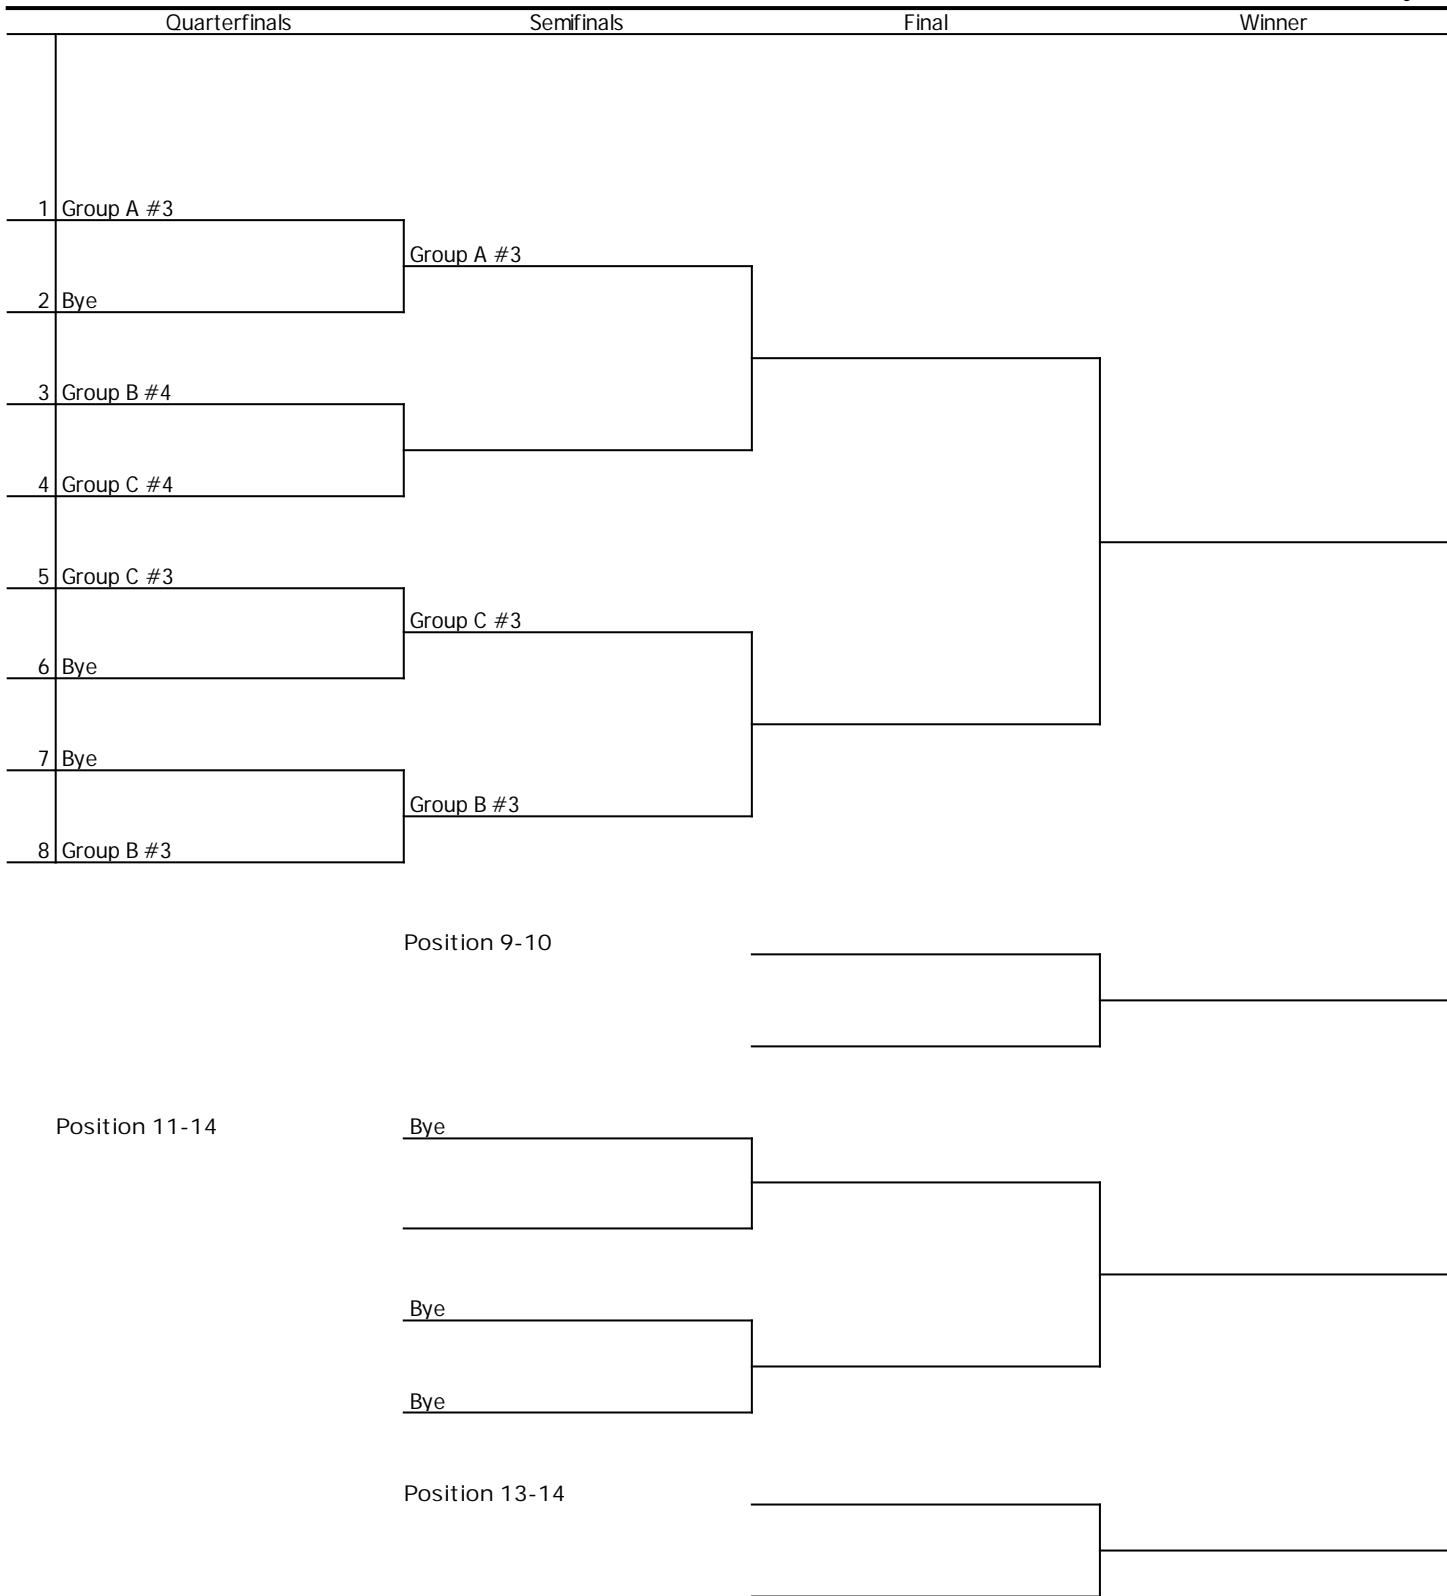 Quarterfinals Semifinals Final Winner
1 Group A #3
Group A #3
2 Bye
3 Group B #4
4 Group C #4
5 Group C #3
Group C #3
6 Bye
7 Bye
Group B #3
8 Group B #3
Position 9-10
Position 11-14 Bye
Bye
Bye
Position 13-14